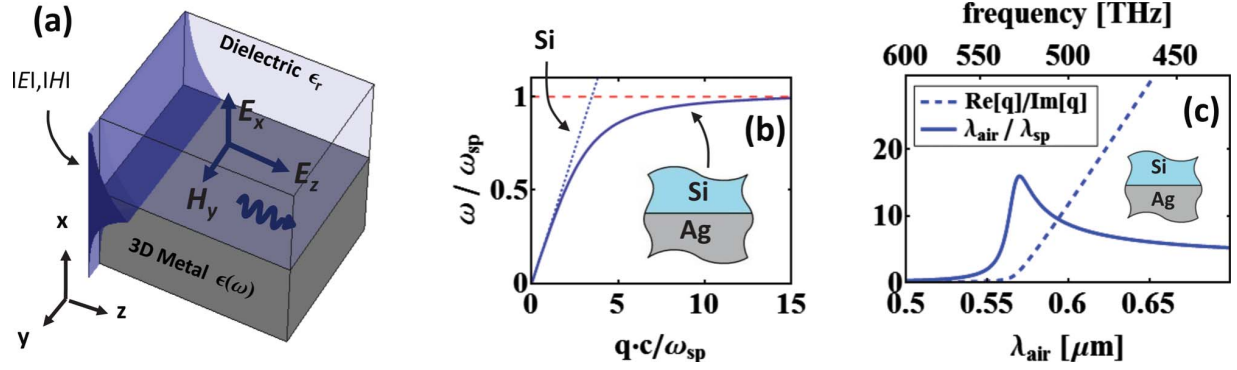 (a)
Dielectric ϵr
|E|,|H|
Ex
Ez
Hy
3D Metal ϵ(ω)
x
z
y
Si
1
(b)
ω / ωsp
0.5
Si
Ag
0
0 5 10 15
q·c/ωsp
(c)
frequency [THz]
600 550 500 450
Re[q]/Im[q]
λair / λsp
20
10
0
Si
Ag
0.5 0.55 0.6 0.65
λair [μm]